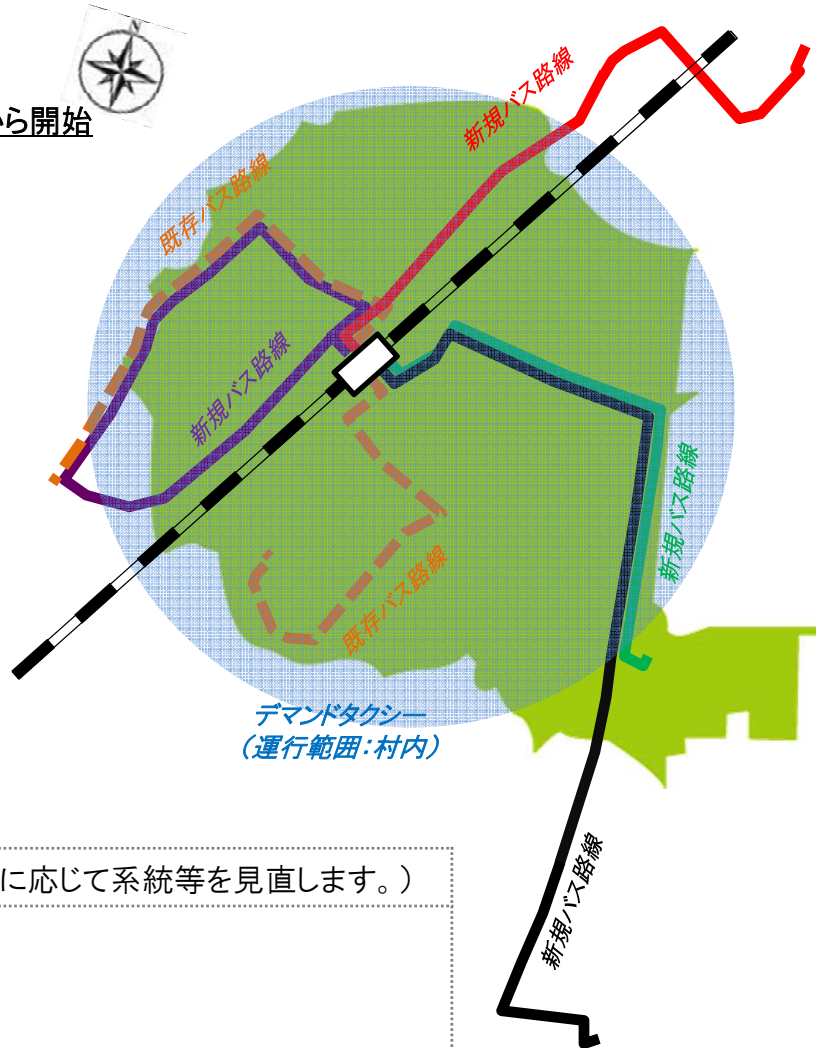 N
ら開始
新規バス路線
既存バス路線
新規バス路線
新規バス路線
既存バス路線
デマンドタクシー
（運行範囲：村内）
に応じて系統等を見直します。）
新規バス路線